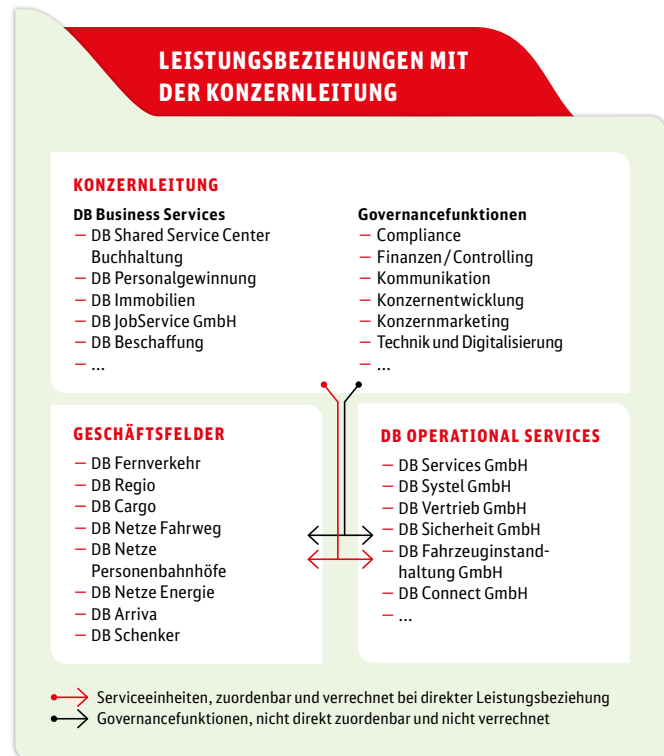 LEISTUNGSBEZIEHUNGEN MIT
DER KONZERNLEITUNG
KONZERNLEITUNG
DB Business Services
— DB Shared Service Center
Buchhaltung
— DB Personalgewinnung
— DB Immobilien
— DB JobService GmbH
— DB Beschaffung
— ...
Governancefunktionen
— Compliance
— Finanzen / Controlling
— Kommunikation
— Konzernentwicklung
— Konzernmarketing
— Technik und Digitalisierung
— ...
GESCHÄFTSFELDER
— DB Fernverkehr
— DB Regio
— DB Cargo
— DB Netze Fahrweg
— DB Netze
Personenbahnhöfe
— DB Netze Energie
— DB Arriva
— DB Schenker
DB OPERATIONAL SERVICES
— DB Services GmbH
— DB Systel GmbH
— DB Vertrieb GmbH
— DB Sicherheit GmbH
— DB Fahrzeuginstand-
haltung GmbH
— DB Connect GmbH
— ...
Serviceeinheiten, zuordenbar und verrechnet bei direkter Leistungsbeziehung
Governancefunktionen, nicht direkt zuordenbar und nicht verrechnet